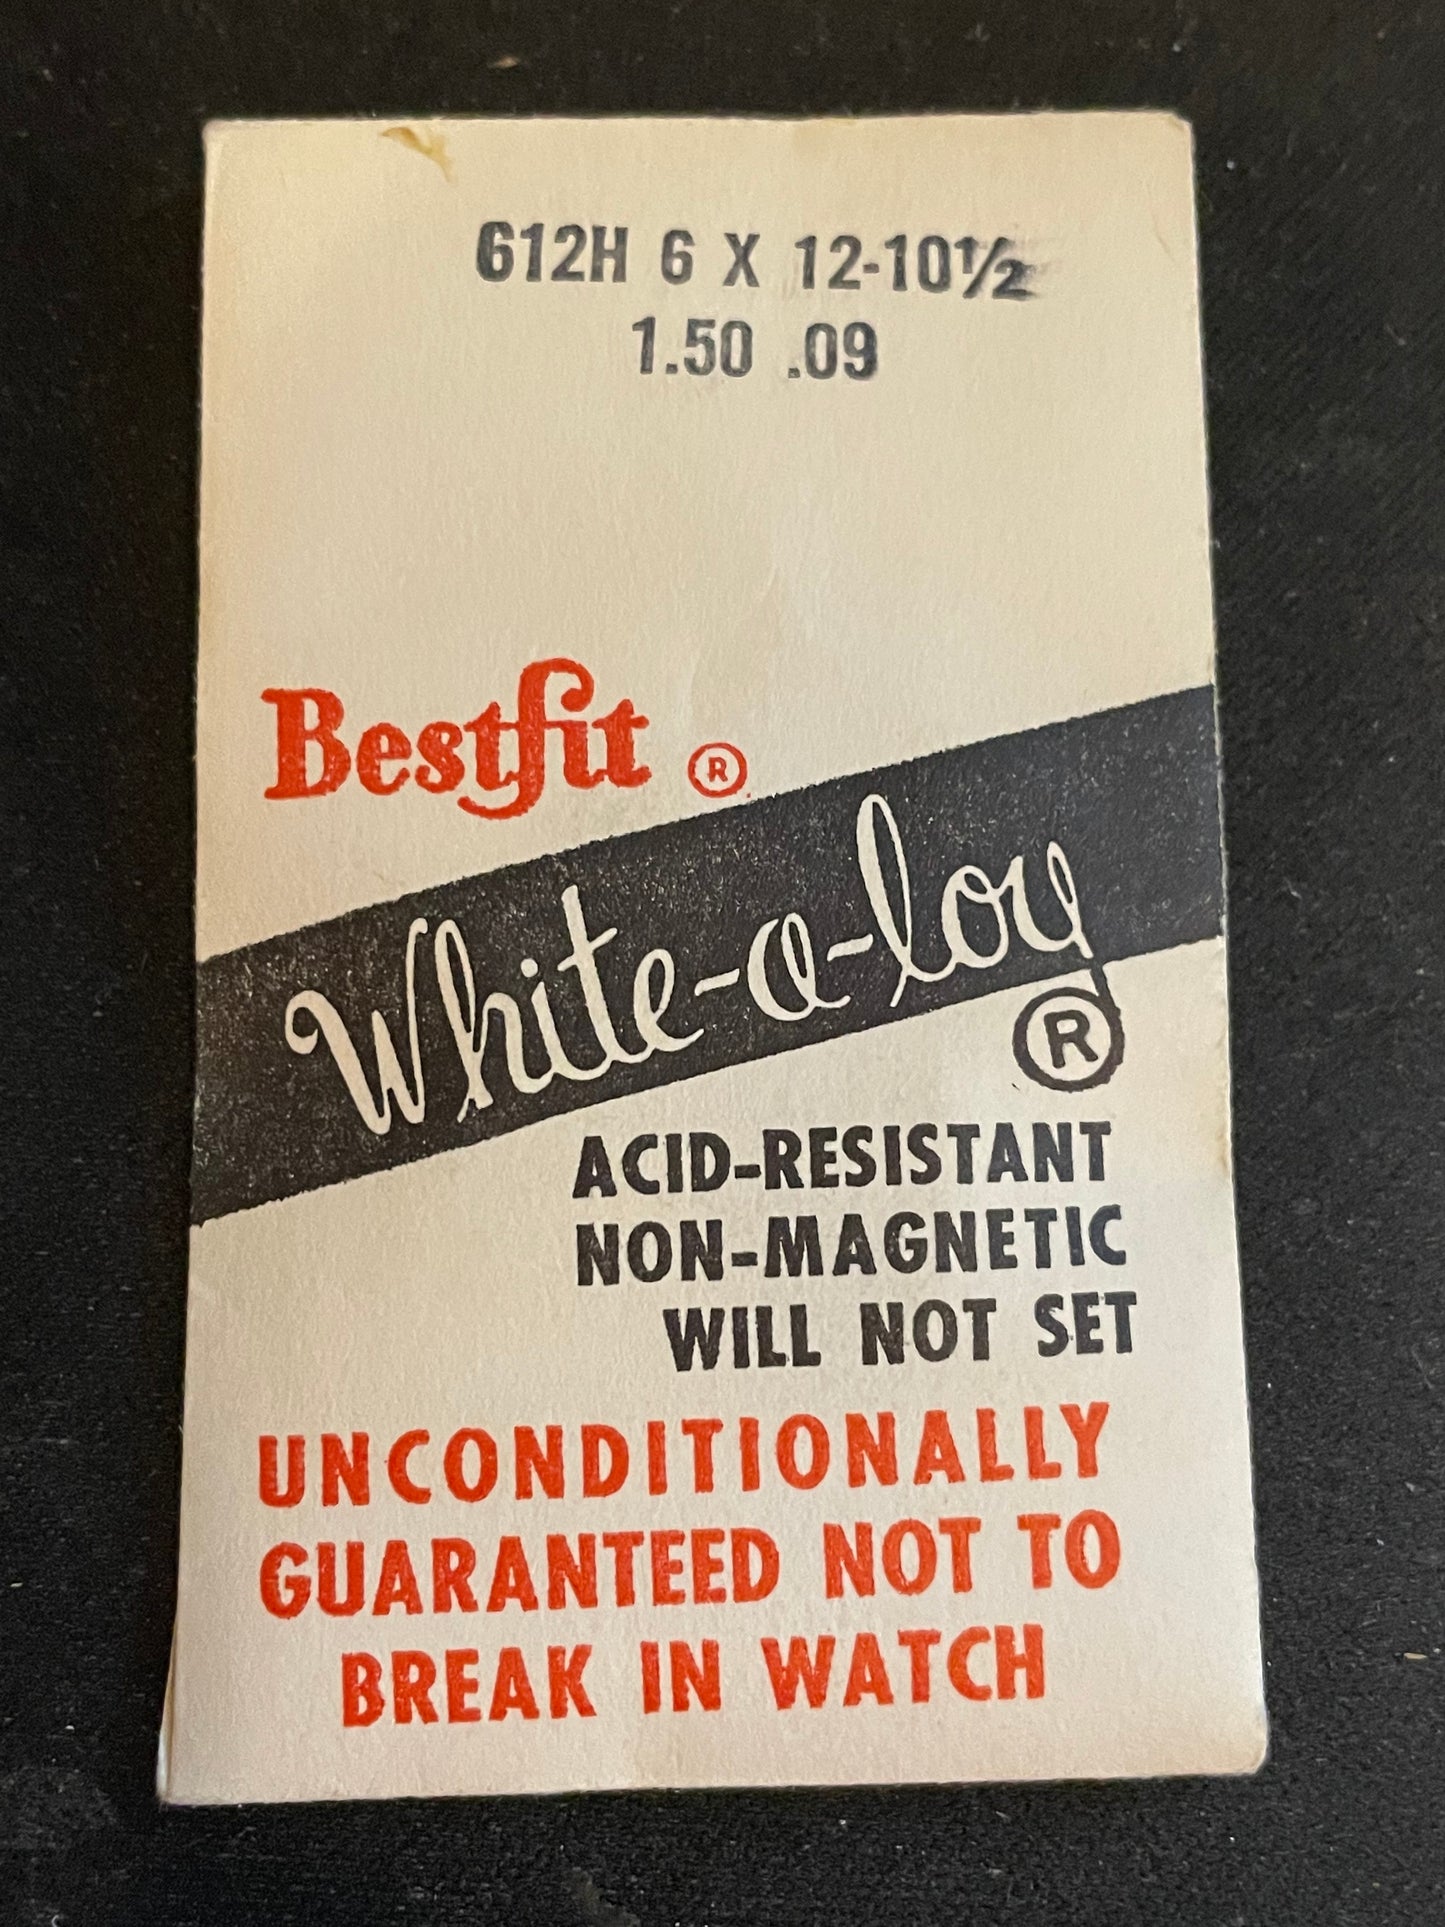 612H 6 X 12-10½
1.50 .09
Bestfit ®
White-a-loy ®
ACID-RESISTANT
NON-MAGNETIC
WILL NOT SET
UNCONDITIONALLY
GUARANTEED NOT TO
BREAK IN WATCH